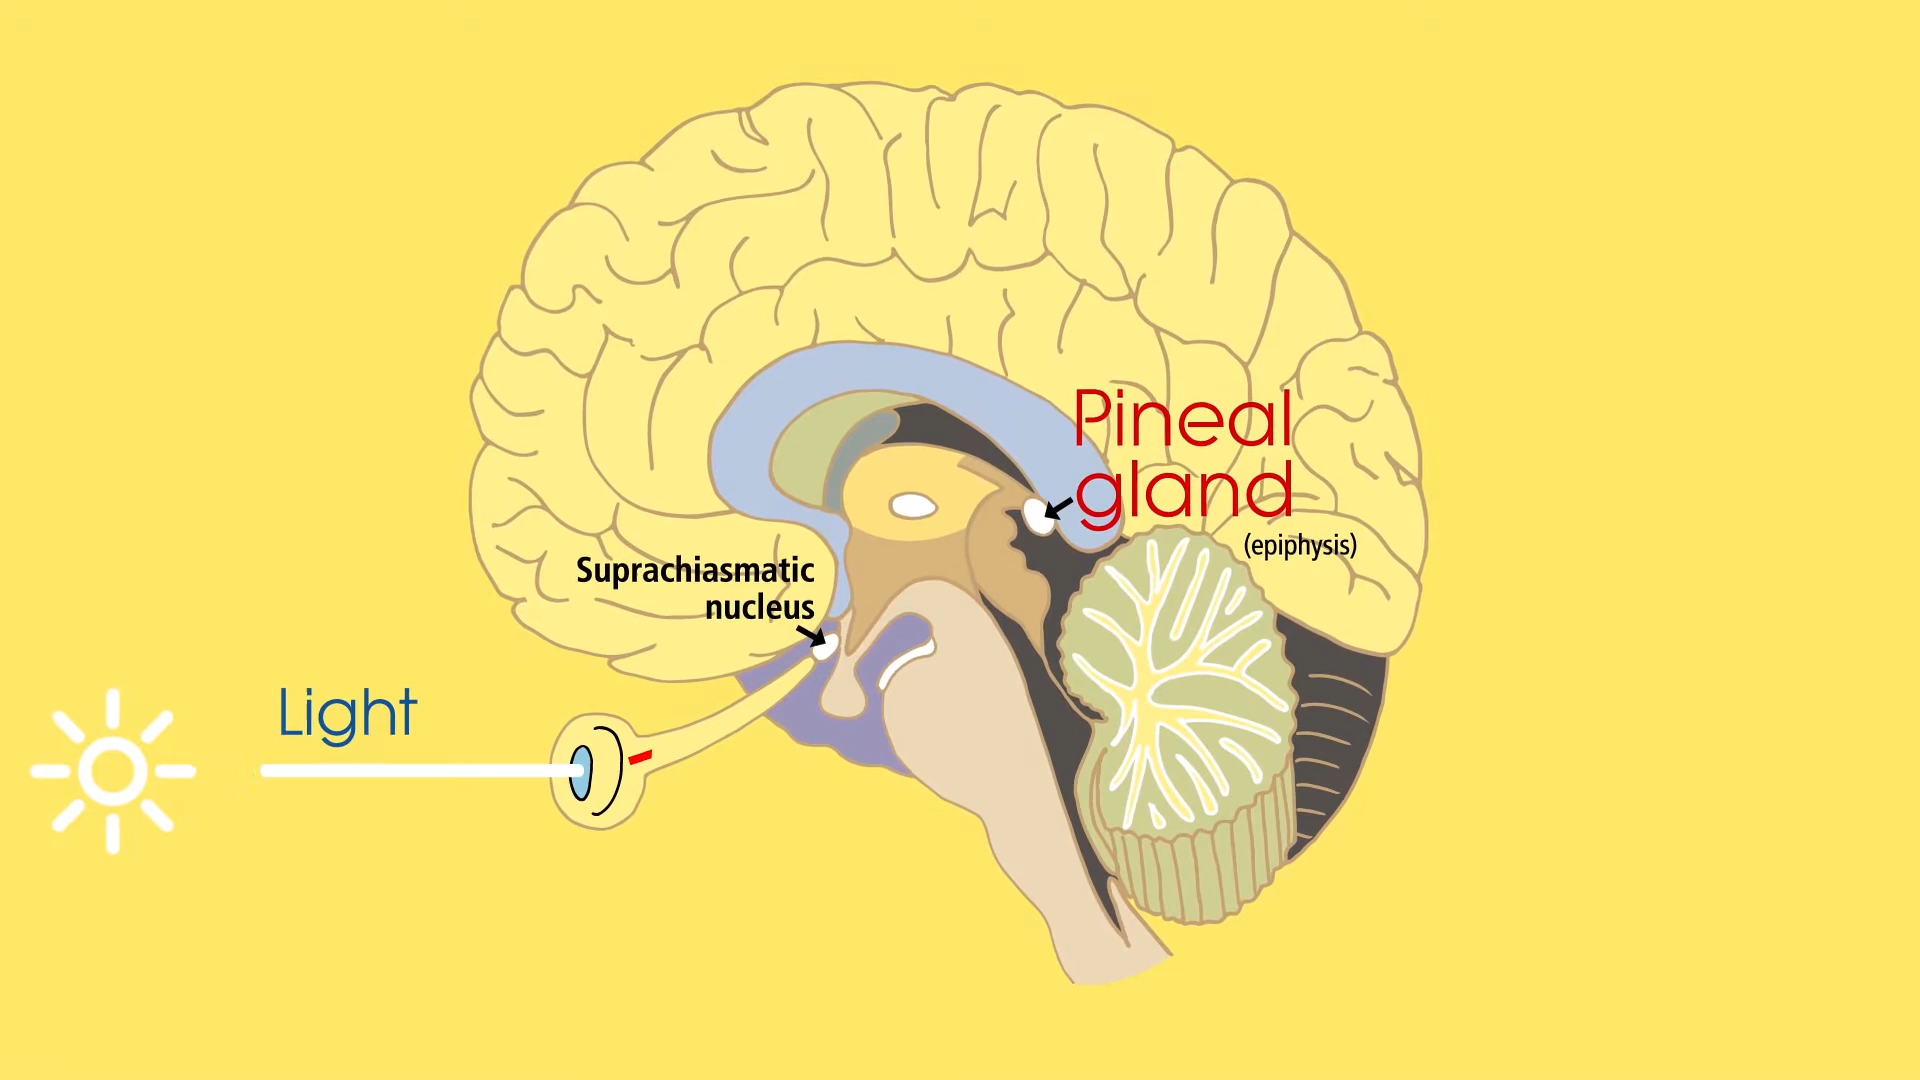 Pineal
gland
(epiphysis)
Suprachiasmatic
nucleus
Light